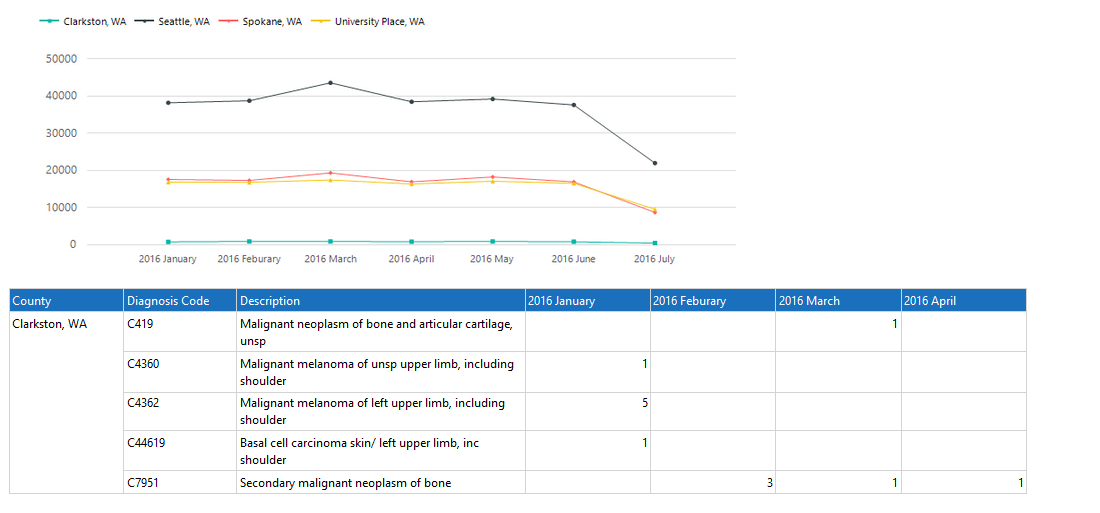 Clarkston, WA Seattle, WA Spokane, WA University Place, WA
50000
40000
30000
20000
10000
0
2016 January 2016 Feburary 2016 March 2016 April 2016 May 2016 June 2016 July
County Diagnosis Code Description 2016 January 2016 Feburary 2016 March 2016 April
Clarkston, WA C419 Malignant neoplasm of bone and articular cartilage, 1
unsp
C4360 Malignant melanoma of unsp upper limb, including 1
shoulder
C4362 Malignant melanoma of left upper limb, including 5
shoulder
C44619 Basal cell carcinoma skin/ left upper limb, inc 1
shoulder
C7951 Secondary malignant neoplasm of bone 3 1 1